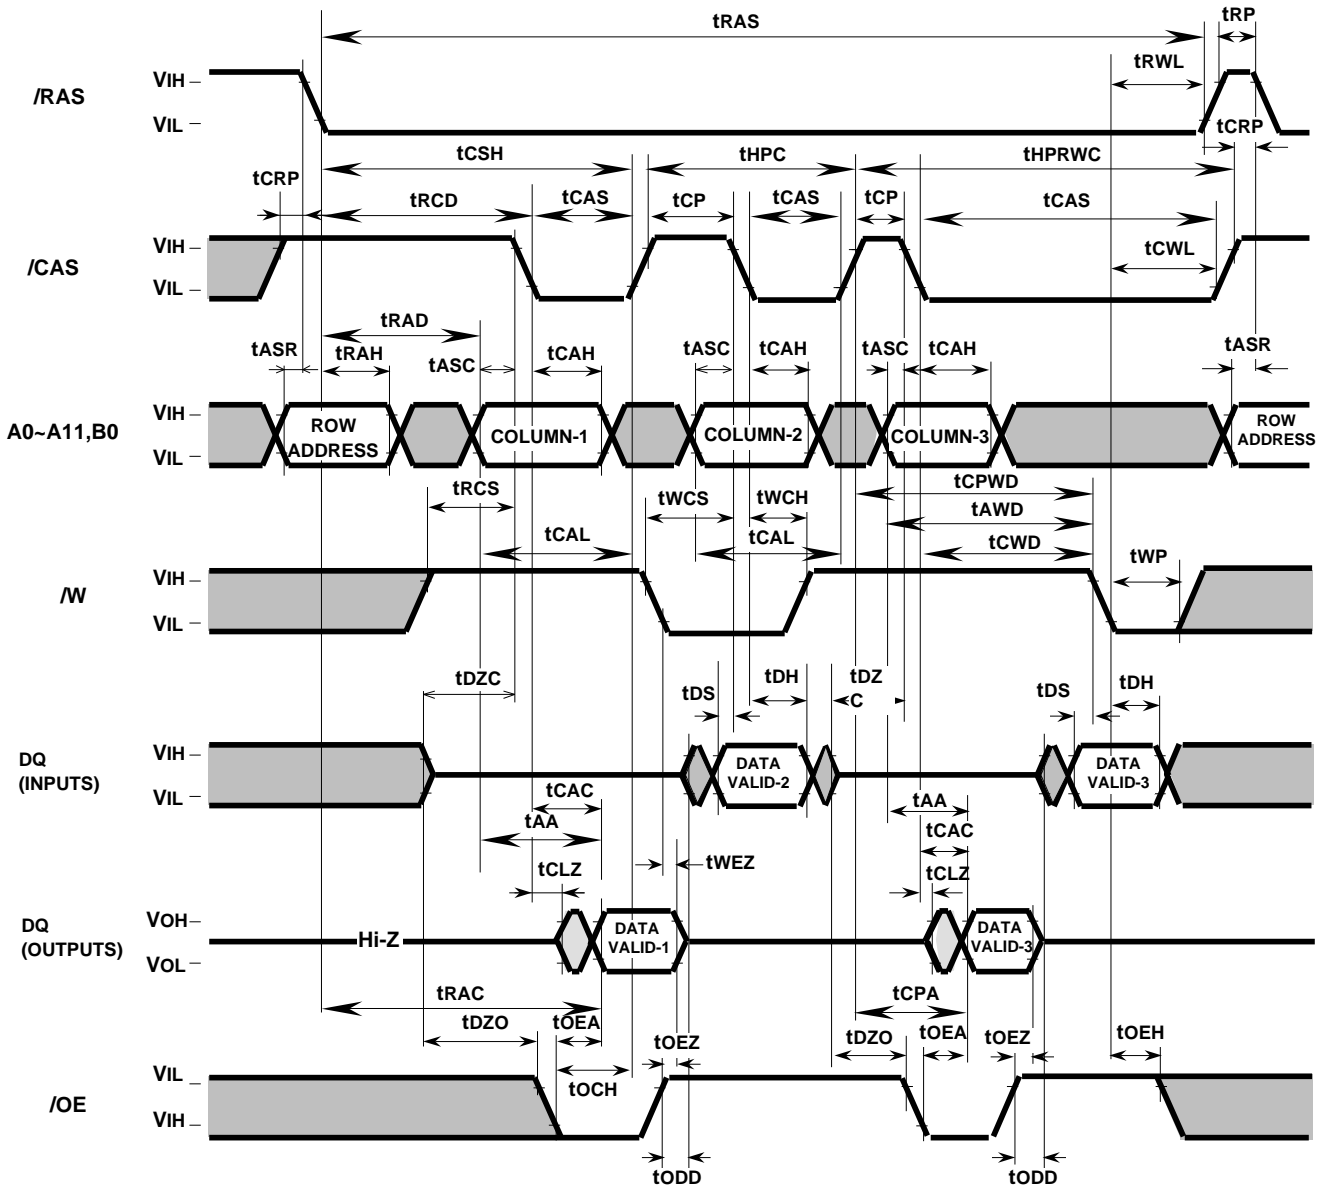 tRAS
tRP
tRWL
/RAS
VIH
VIL
tCRP
tCSH
tHPC
tHPRWC
tCRP
tRCD
tCAS
tCP
tCAS
tCP
tCAS
/CAS
VIH
VIL
tCWL
tRAD
tASR
tRAH
tASC
tCAH
tASC
tCAH
tASC
tCAH
tASR
A0~A11,B0
VIH
VIL
ROW
ADDRESS
COLUMN-1
COLUMN-2
COLUMN-3
ROW
ADDRESS
tRCS
tWCS
tWCH
tCPWD
tAWD
tCAL
tCAL
tCWD
tWP
/W
VIH
VIL
tDZC
tDS
tDH
tDZ
C
tDS
tDH
DQ
(INPUTS)
VIH
VIL
DATA
VALID-2
DATA
VALID-3
tCAC
tAA
tAA
tCAC
tWEZ
tCLZ
tCLZ
DQ
(OUTPUTS)
VOH
VOL
Hi-Z
DATA
VALID-1
DATA
VALID-3
tRAC
tCPA
tDZO
tOEA
tOEZ
tDZO
tOEA
tOEZ
tOEH
tOCH
/OE
VIL
VIH
tODD
tODD